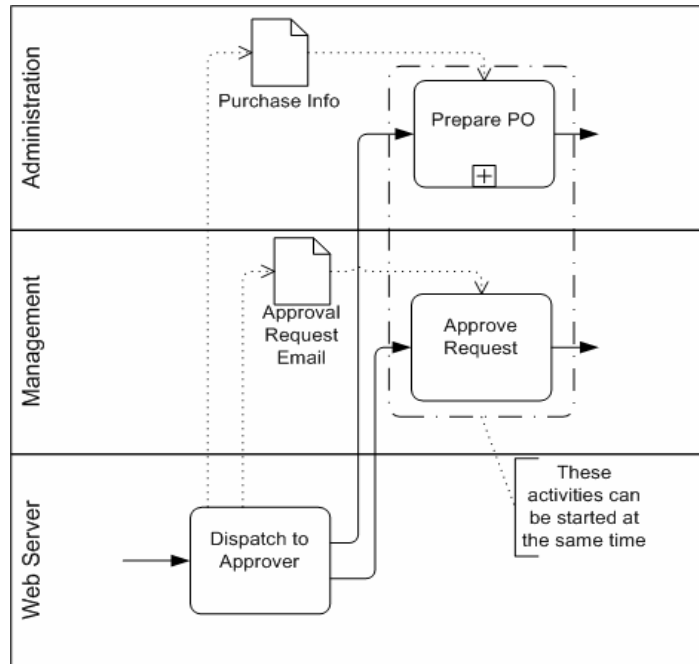 Administration
Purchase Info
Prepare PO
Management
Approval
Request
Email
Approve
Request
These
activities can
be started at
the same time
Web Server
Dispatch to
Approver